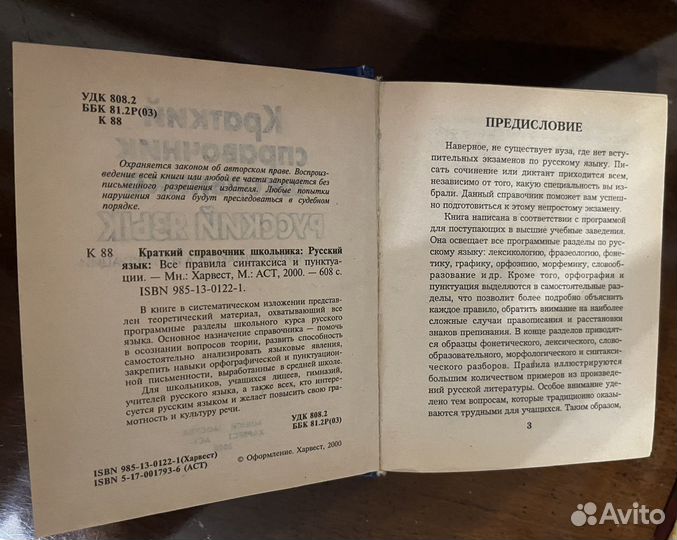 УДК 808.2
ББК 81.2Р(03)
К 88
Охраняется законом об авторском праве. Воспроиз-
ведение всей книги или любой ее части запрещается без
письменного разрешения издателя. Любые попытки
нарушения закона будут преследоваться в судебном
порядке.
К 88 Краткий справочник школьника: Русский
язык: Все правила синтаксиса и пунктуа-
ции. — Мн.: Харвест, М.: АСТ, 2000. — 608 с.
ISBN 985-13-0122-1.
В книге в систематическом изложении представ-
лен теоретический материал, охватывающий все
программные разделы школьного курса русского
языка. Основное назначение справочника — помочь
в осознании вопросов теории, развить способность
самостоятельно анализировать языковые явления,
закрепить навыки орфографической и пунктуацион-
ной письменности, выработанные в средней школе.
Для школьников, учащихся лицеев, гимназий,
учителей русского языка, а также всех, кто интере-
суется русским языком и желает повысить свою гра-
мотность и культуру речи.
УДК 808.2
ББК 81.2Р(03)
ISBN 985-13-0122-1(Харвест)
ISBN 5-17-001793-6 (АСТ)
© Оформление. Харвест, 2000
Краткий
справочник
РУССКИЙ ЯЗЫК
ПРЕДИСЛОВИЕ
Наверное, не существует вуза, где нет всту-
пительных экзаменов по русскому языку. Пи-
сать сочинение или диктант приходится всем,
независимо от того, какую специальность вы из-
брали. Данный справочник поможет вам успеш-
но подготовиться к этому непростому экзамену.
Книга написана в соответствии с программой
для поступающих в высшие учебные заведения.
Она освещает все программные разделы по рус-
скому языку: лексикологию, фразеологию, фоне-
тику, графику, орфоэпию, морфемику, слово-
образование и др. Кроме того, орфография и
пунктуация выделяются в самостоятельные разде-
лы, что позволит более подробно объяснить
каждое правило, обратить внимание на наиболее
сложные случаи правописания и расстановки
знаков препинания. В конце разделов приводят-
ся образцы фонетического, лексического, слово-
образовательного, морфологического и синтакси-
ческого разборов. Правила иллюстрируются
большим количеством примеров из произведе-
ний русской литературы. Особое внимание уде-
лено тем вопросам, которые традиционно оказы-
ваются трудными для учащихся. Таким образом,
3
Avito